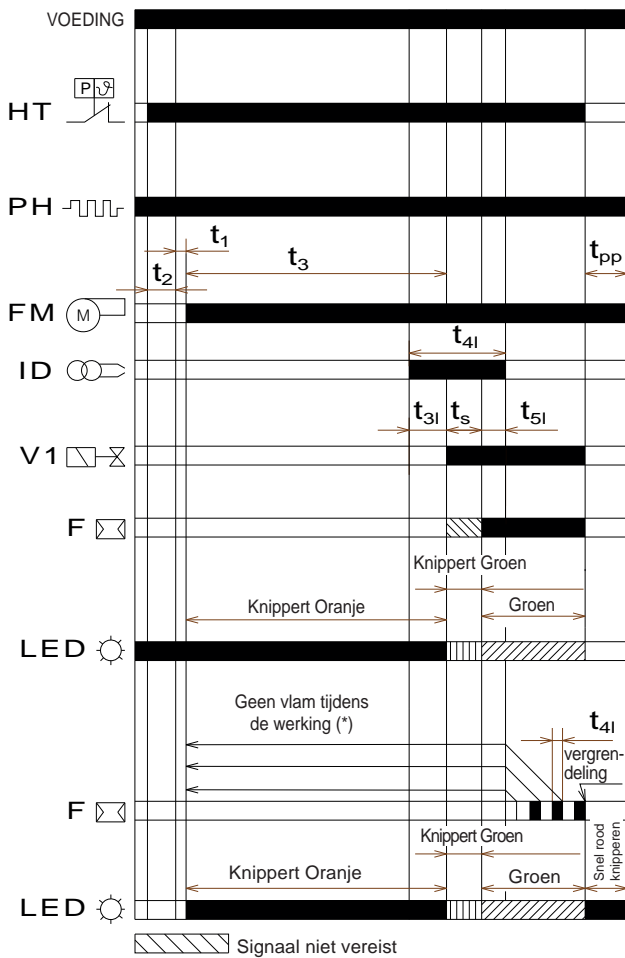 VOEDING
P ϑ
HT
PH
t1
t3
tpp
t2
FM M
t4l
ID
t3l ts t5l
V1
F
Knippert Groen
Knippert Oranje
Groen
LED
Geen vlam tijdens
de werking (*)
t4l
vergren-
deling
F
Knippert Groen
Snel rood
knipperen
Knippert Oranje
Groen
LED
Signaal niet vereist